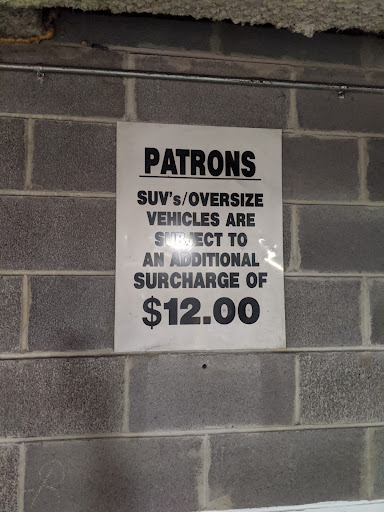 PATRONS
SUV's/OVERSIZE
VEHICLES ARE
SUBJECT TO
AN ADDITIONAL
SURCHARGE OF
$12.00